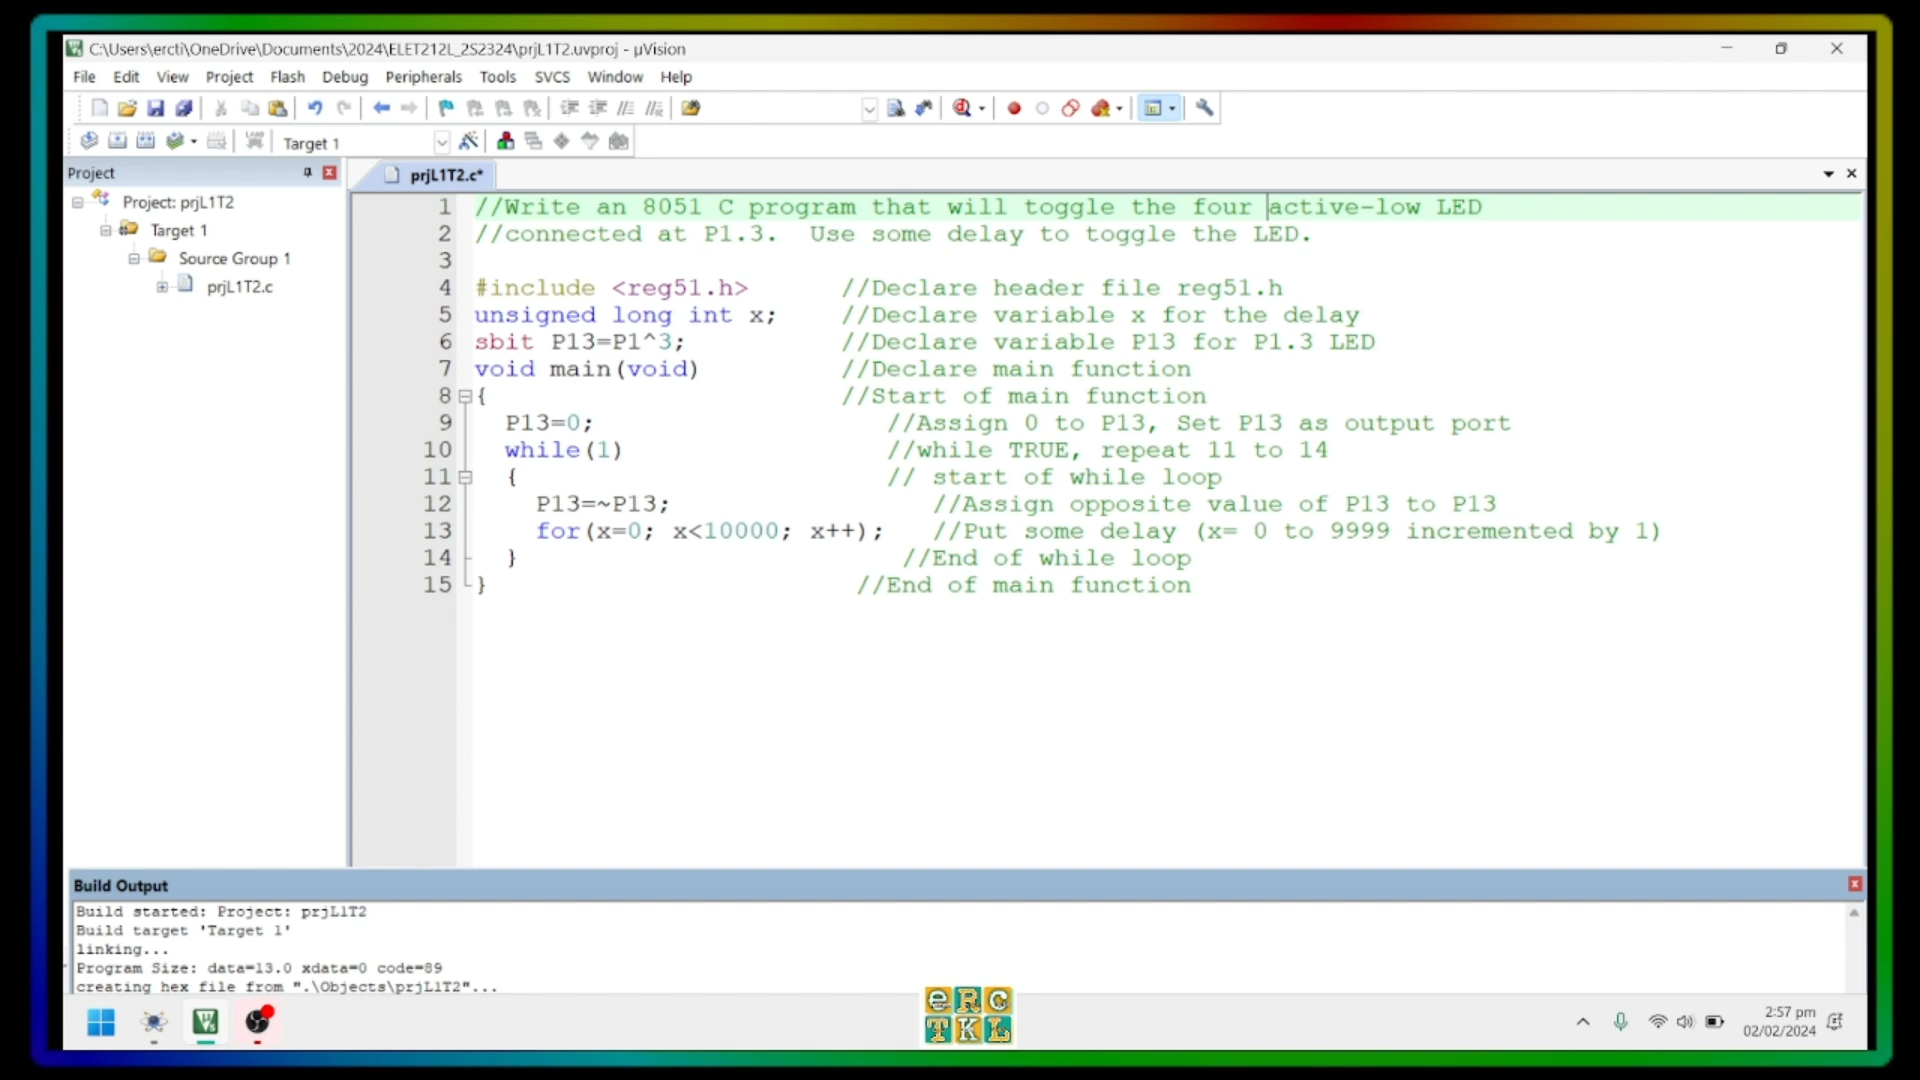 C:\Users\ercti\OneDrive\Documents\2024\ELET212L_2S2324\prjL1T2.uvproj - µVision
File Edit View Project Flash Debug Peripherals Tools SVCS Window Help
LOAD
Target 1
Project
prjL1T2.c*
Project: prjL1T2
Target 1
Source Group 1
prjL1T2.c
1 //Write an 8051 C program that will toggle the four active-low LED
2 //connected at P1.3.  Use some delay to toggle the LED.
3
4 #include <reg51.h> //Declare header file reg51.h
5 unsigned long int x; //Declare variable x for the delay
6 sbit P13=P1^3; //Declare variable P13 for P1.3 LED
7 void main(void) //Declare main function
8 { //Start of main function
9 P13=0; //Assign 0 to P13, Set P13 as output port
10 while(1) //while TRUE, repeat 11 to 14
11 { // start of while loop
12 P13=~P13; //Assign opposite value of P13 to P13
13 for(x=0; x<10000; x++); //Put some delay (x= 0 to 9999 incremented by 1)
14 } //End of while loop
15 } //End of main function
Build Output
Build started: Project: prjL1T2
Build target 'Target 1'
linking...
Program Size: data=13.0 xdata=0 code=89
creating hex file from ".\Objects\prjL1T2"...
eRC
TKL
2:57 pm
02/02/2024